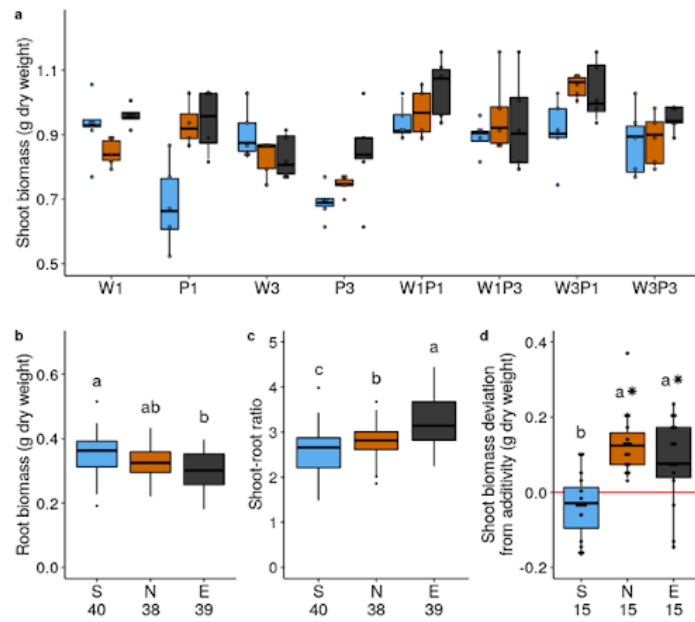 a
Shoot biomass (g dry weight)
1.1
0.9
0.7
0.5
W1 P1 W3 P3 W1P1 W1P3 W3P1 W3P3
b
Root biomass (g dry weight)
0.6
0.4
0.2
0.0
a ab b
S N E
40 38 39
c
Shoot-root ratio
5
4
3
2
1
0
c b a
S N E
40 38 39
d
Shoot biomass deviation
from additivity (g dry weight)
0.4
0.2
0.0
-0.2
b a* a*
S N E
15 15 15